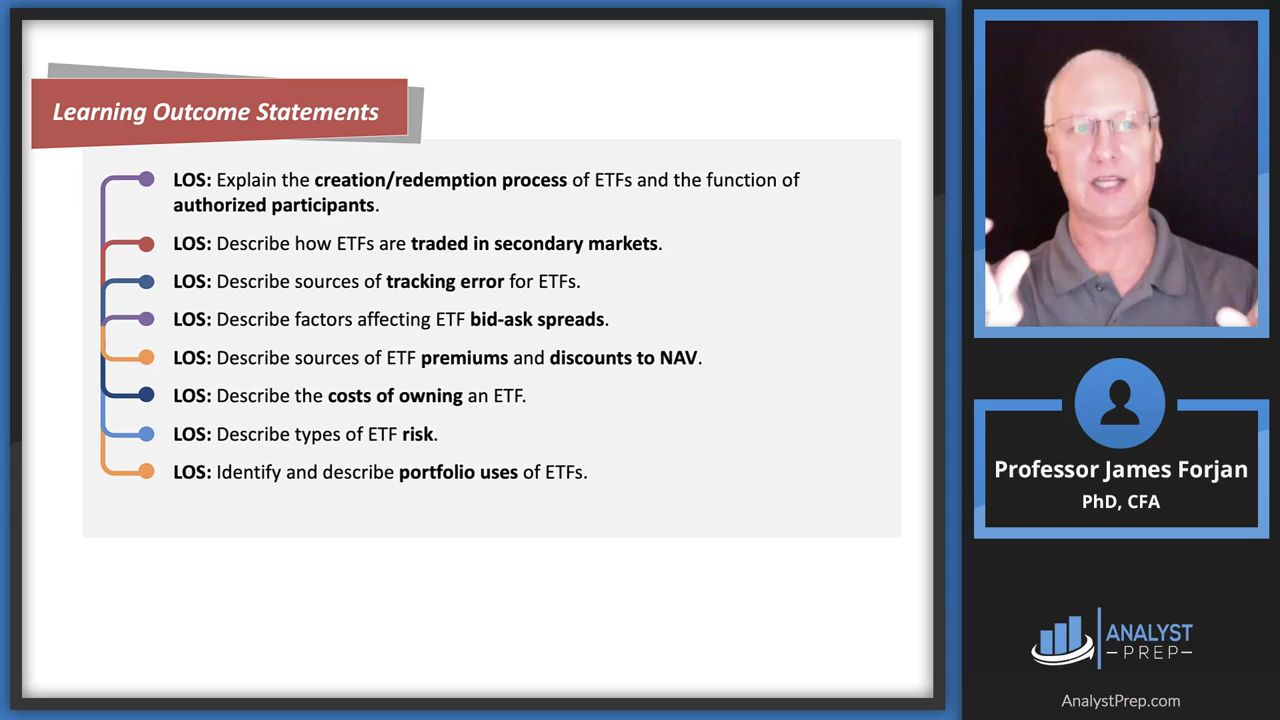 Learning Outcome Statements
LOS: Explain the creation/redemption process of ETFs and the function of
authorized participants.
LOS: Describe how ETFs are traded in secondary markets.
LOS: Describe sources of tracking error for ETFs.
LOS: Describe factors affecting ETF bid-ask spreads.
LOS: Describe sources of ETF premiums and discounts to NAV.
LOS: Describe the costs of owning an ETF.
LOS: Describe types of ETF risk.
LOS: Identify and describe portfolio uses of ETFs.
Professor James Forjan
PhD, CFA
ANALYST
–PREP–
AnalystPrep.com